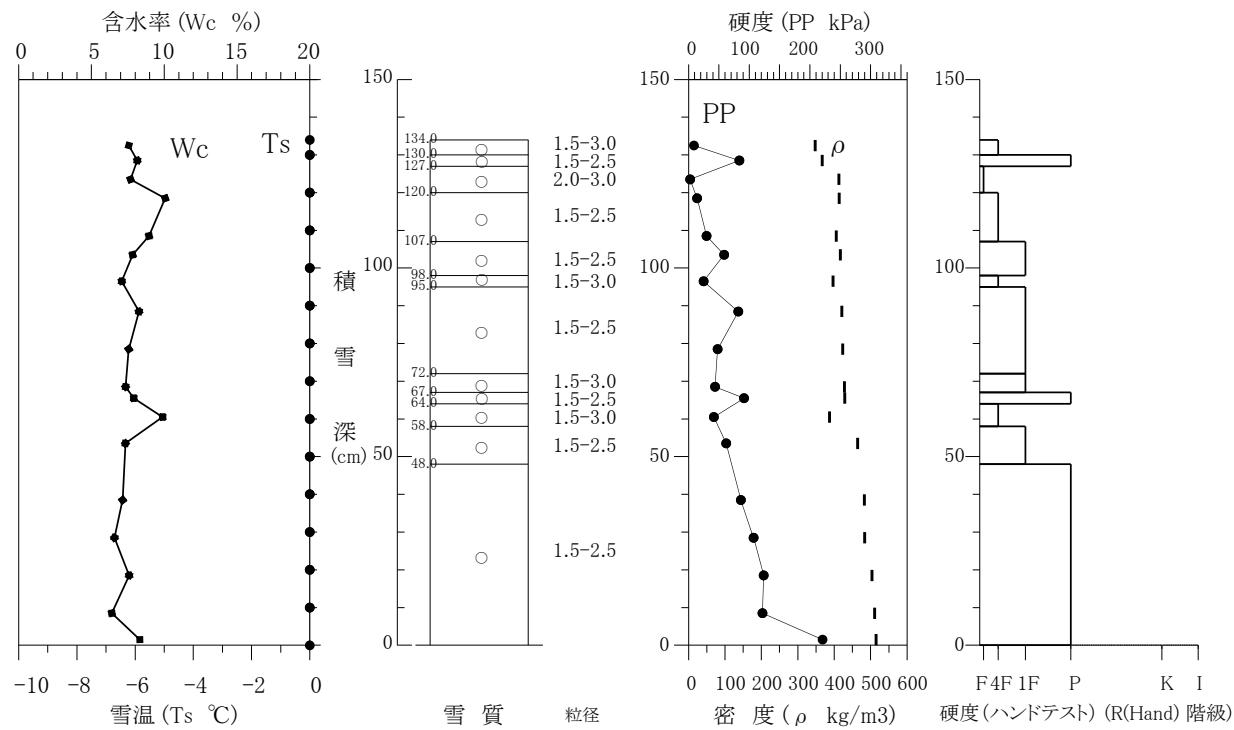 含水率 (Wc %)
0 5 10 15 20
Wc
Ts
-10 -8 -6 -4 -2 0
雪温 (Ts ℃)
積
雪
深
(cm)
150
100
50
0
134.0
130.0
127.0
120.0
107.0
98.0
95.0
72.0
67.0
64.0
58.0
48.0
1.5-3.0
1.5-2.5
2.0-3.0
1.5-2.5
1.5-2.5
1.5-3.0
1.5-2.5
1.5-3.0
1.5-2.5
1.5-3.0
1.5-2.5
1.5-2.5
雪 質
粒径
硬度 (PP kPa)
0 100 200 300
150
100
50
0
PP
ρ
0 100 200 300 400 500 600
密 度 (ρ kg/m3)
150
100
50
0
F 4F 1F P K I
硬度 (ハンドテスト) (R(Hand) 階級)